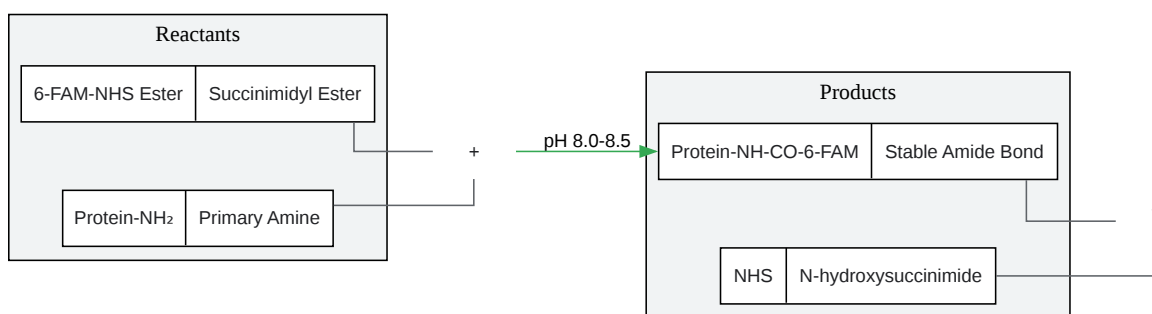 Reactants
6-FAM-NHS Ester Succinimidyl Ester
Protein-NH₂ Primary Amine
+
pH 8.0-8.5
Products
Protein-NH-CO-6-FAM Stable Amide Bond
NHS N-hydroxysuccinimide